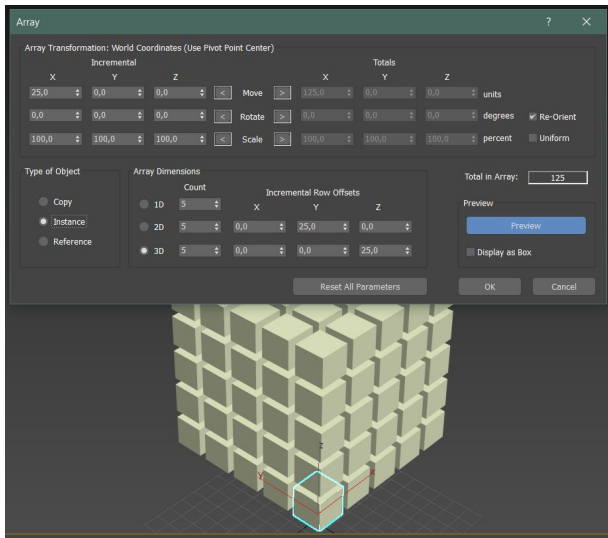 Array ? ×
Array Transformation: World Coordinates (Use Pivot Point Center)
Incremental Totals
X Y Z X Y Z
25,0 0,0 0,0 < Move > 125,0 0,0 0,0 units
0,0 0,0 0,0 < Rotate > 0,0 0,0 0,0 degrees Re-Orient
100,0 100,0 100,0 < Scale > 100,0 100,0 100,0 percent Uniform
Type of Object Array Dimensions Total in Array: 125
Count Incremental Row Offsets
X Y Z
Copy 1D 5
Instance 2D 5 0,0 25,0 0,0
Reference 3D 5 0,0 0,0 25,0
Preview
Preview
Display as Box
Reset All Parameters OK Cancel
z
Y X